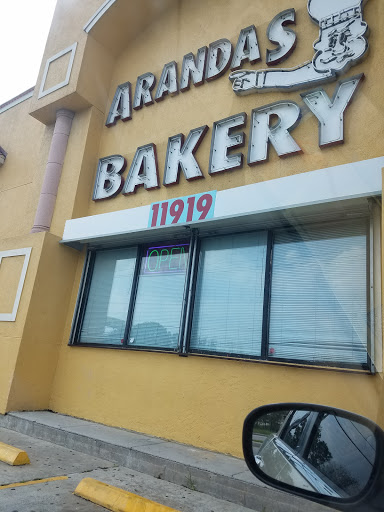 ARANDAS
BAKERY
11919
OPEN